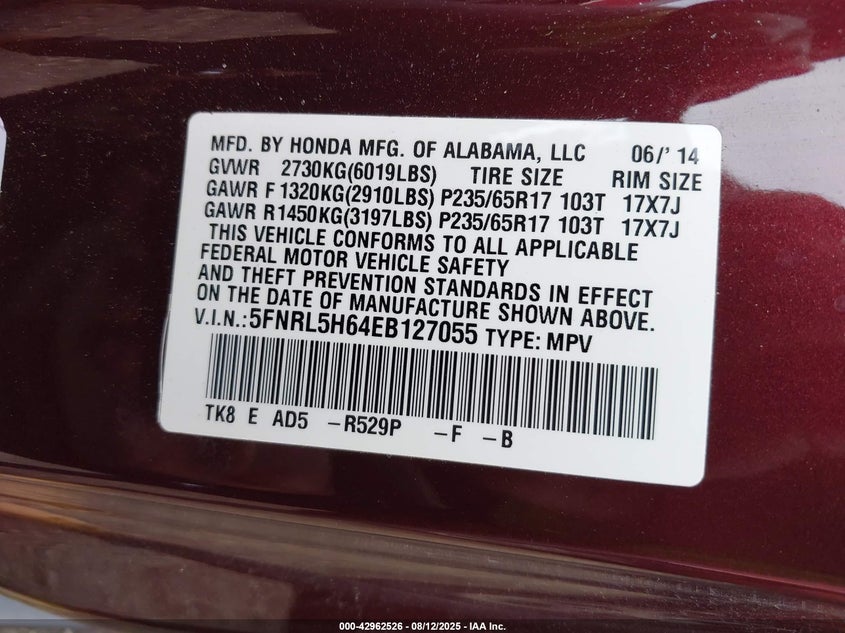 MFD. BY HONDA MFG. OF ALABAMA, LLC 06/' 14
GVWR 2730KG(6019LBS) TIRE SIZE RIM SIZE
GAWR F 1320KG(2910LBS) P235/65R17 103T 17X7J
GAWR R1450KG(3197LBS) P235/65R17 103T 17X7J
THIS VEHICLE CONFORMS TO ALL APPLICABLE
FEDERAL MOTOR VEHICLE SAFETY
AND THEFT PREVENTION STANDARDS IN EFFECT
ON THE DATE OF MANUFACTURE SHOWN ABOVE.
V.I.N.:5FNRL5H64EB127055 TYPE: MPV
TK8 E AD5 -R529P -F -B
000-42962526 - 08/12/2025 - IAA Inc.